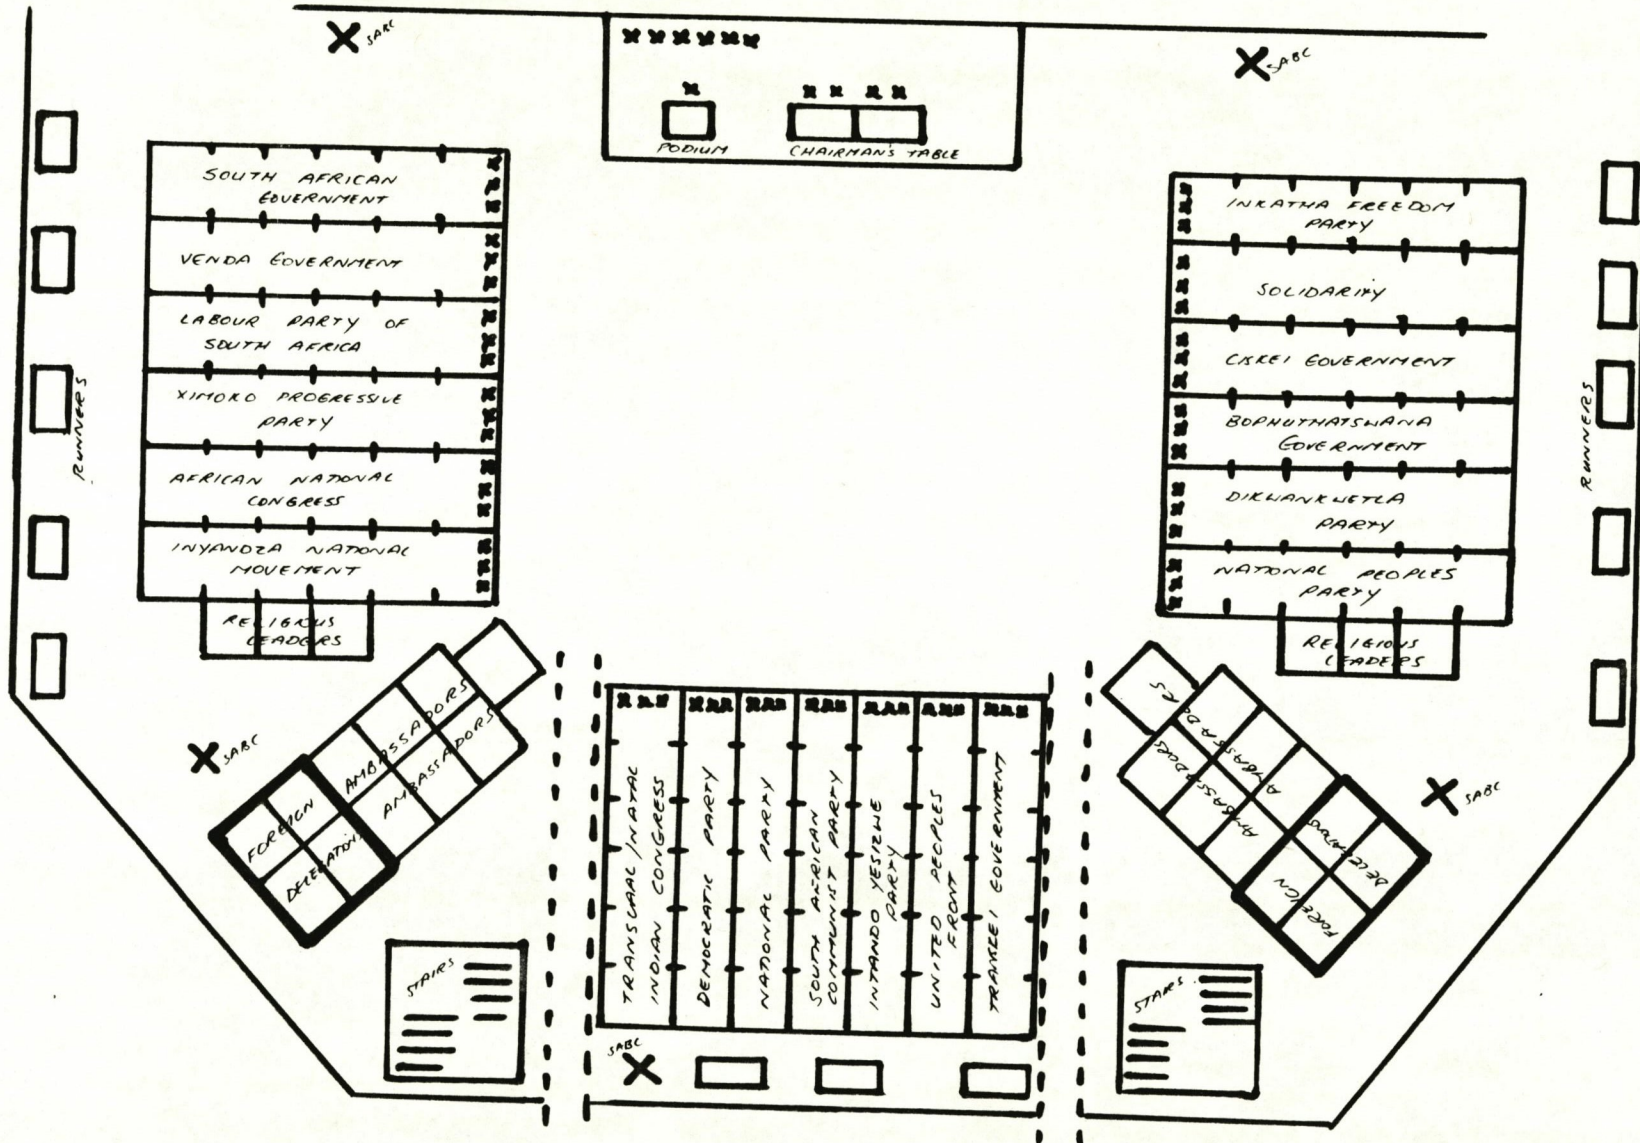 SABC
SABC
PODIUM
CHAIRMAN'S TABLE
SOUTH AFRICAN
GOVERNMENT
VENDA GOVERNMENT
LABOUR PARTY OF
SOUTH AFRICA
XIMOKO PROGRESSIVE
PARTY
AFRICAN NATIONAL
CONGRESS
INYANDZA NATIONAL
MOVEMENT
RELIGIOUS
LEADERS
RUNNERS
INKATHA FREEDOM
PARTY
SOLIDARITY
CISKEI GOVERNMENT
BOPHUTHATSWANA
GOVERNMENT
DIKWANKWETLA
PARTY
NATIONAL PEOPLES
PARTY
RELIGIOUS
LEADERS
RUNNERS
SABC
AMBASSADORS
AMBASSADORS
FOREIGN
DELEGATIONS
STAIRS
TRANSVAAL/NATAL
INDIAN CONGRESS
DEMOCRATIC PARTY
NATIONAL PARTY
SOUTH AFRICAN
COMMUNIST PARTY
INTANDO YESIZWE
PARTY
UNITED PEOPLES
FRONT
TRANKEI GOVERNMENT
SABC
AMBASSADORS
AMBASSADORS
FOREIGN
SABC
STAIRS